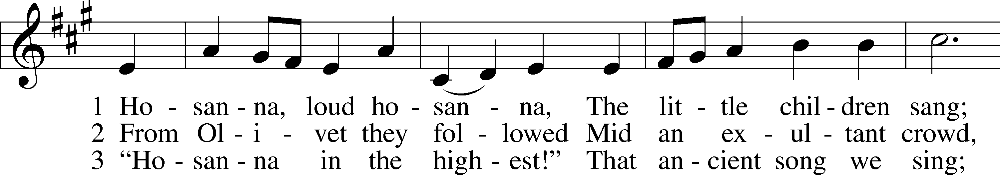 1 Ho - san - na, loud ho - san - na, The lit - tle chil - dren sang;
2 From Ol - i - vet they fol - lowed Mid an ex - ul - tant crowd,
3 “Ho - san - na in the high - est!” That an - cient song we sing;